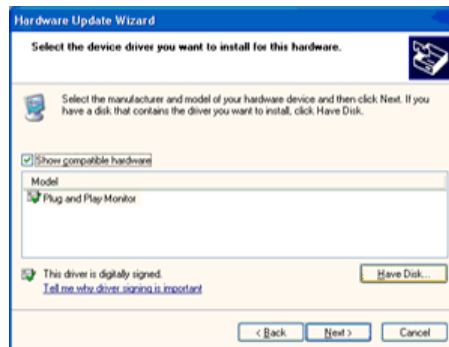 Hardware Update Wizard
Select the device driver you want to install for this hardware.
Select the manufacturer and model of your hardware device and then click Next. If you
have a disk that contains the driver you want to install, click Have Disk.
Show compatible hardware
Model
Plug and Play Monitor
This driver is digitally signed.
Have Disk...
Tell me why driver signing is important
< Back
Next >
Cancel